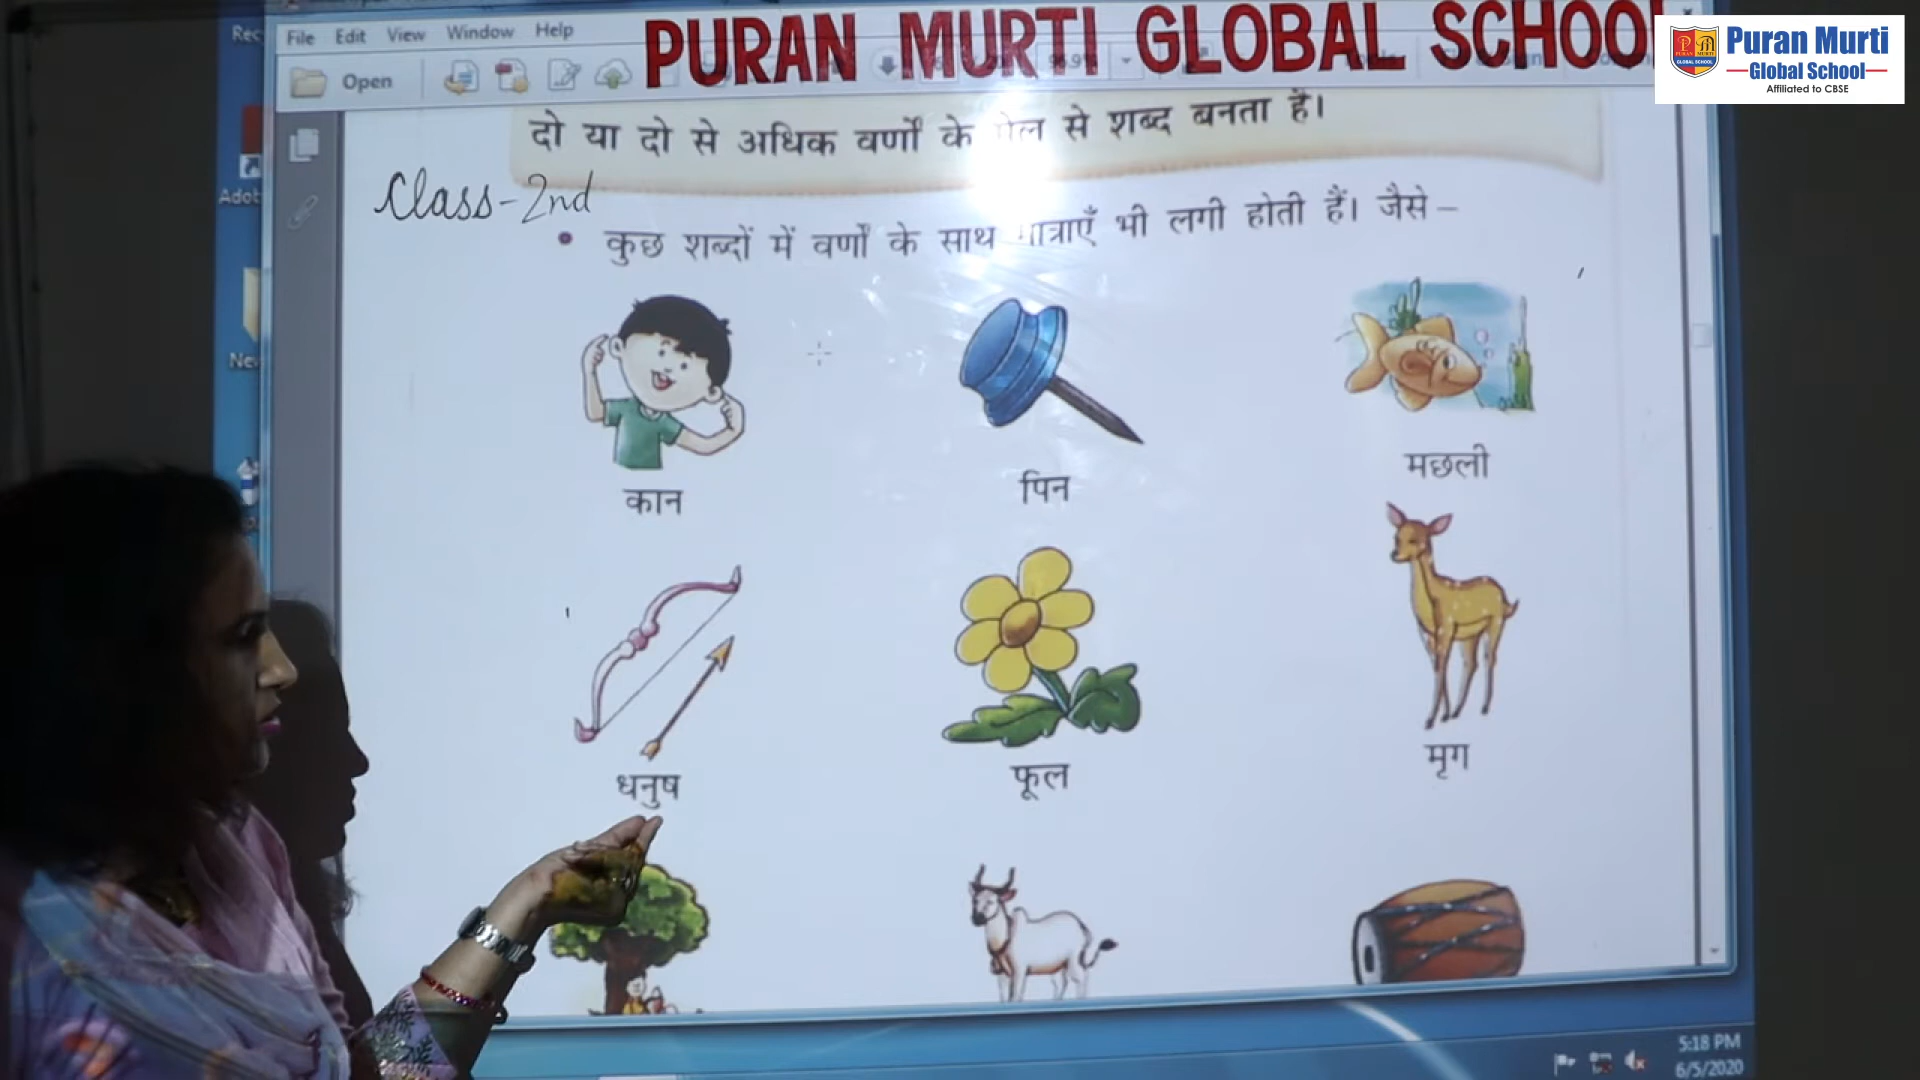 PURAN MURTI GLOBAL SCHOOL
Puran Murti
Global School
Affiliated to CBSE
File Edit View Window Help
Open
दो या दो से अधिक वर्णों के मेल से शब्द बनता है।
Class-2nd
• कुछ शब्दों में वर्णों के साथ मात्राएँ भी लगी होती हैं। जैसे –
कान
पिन
मछली
धनुष
फूल
मृग
5:18 PM
6/5/2020